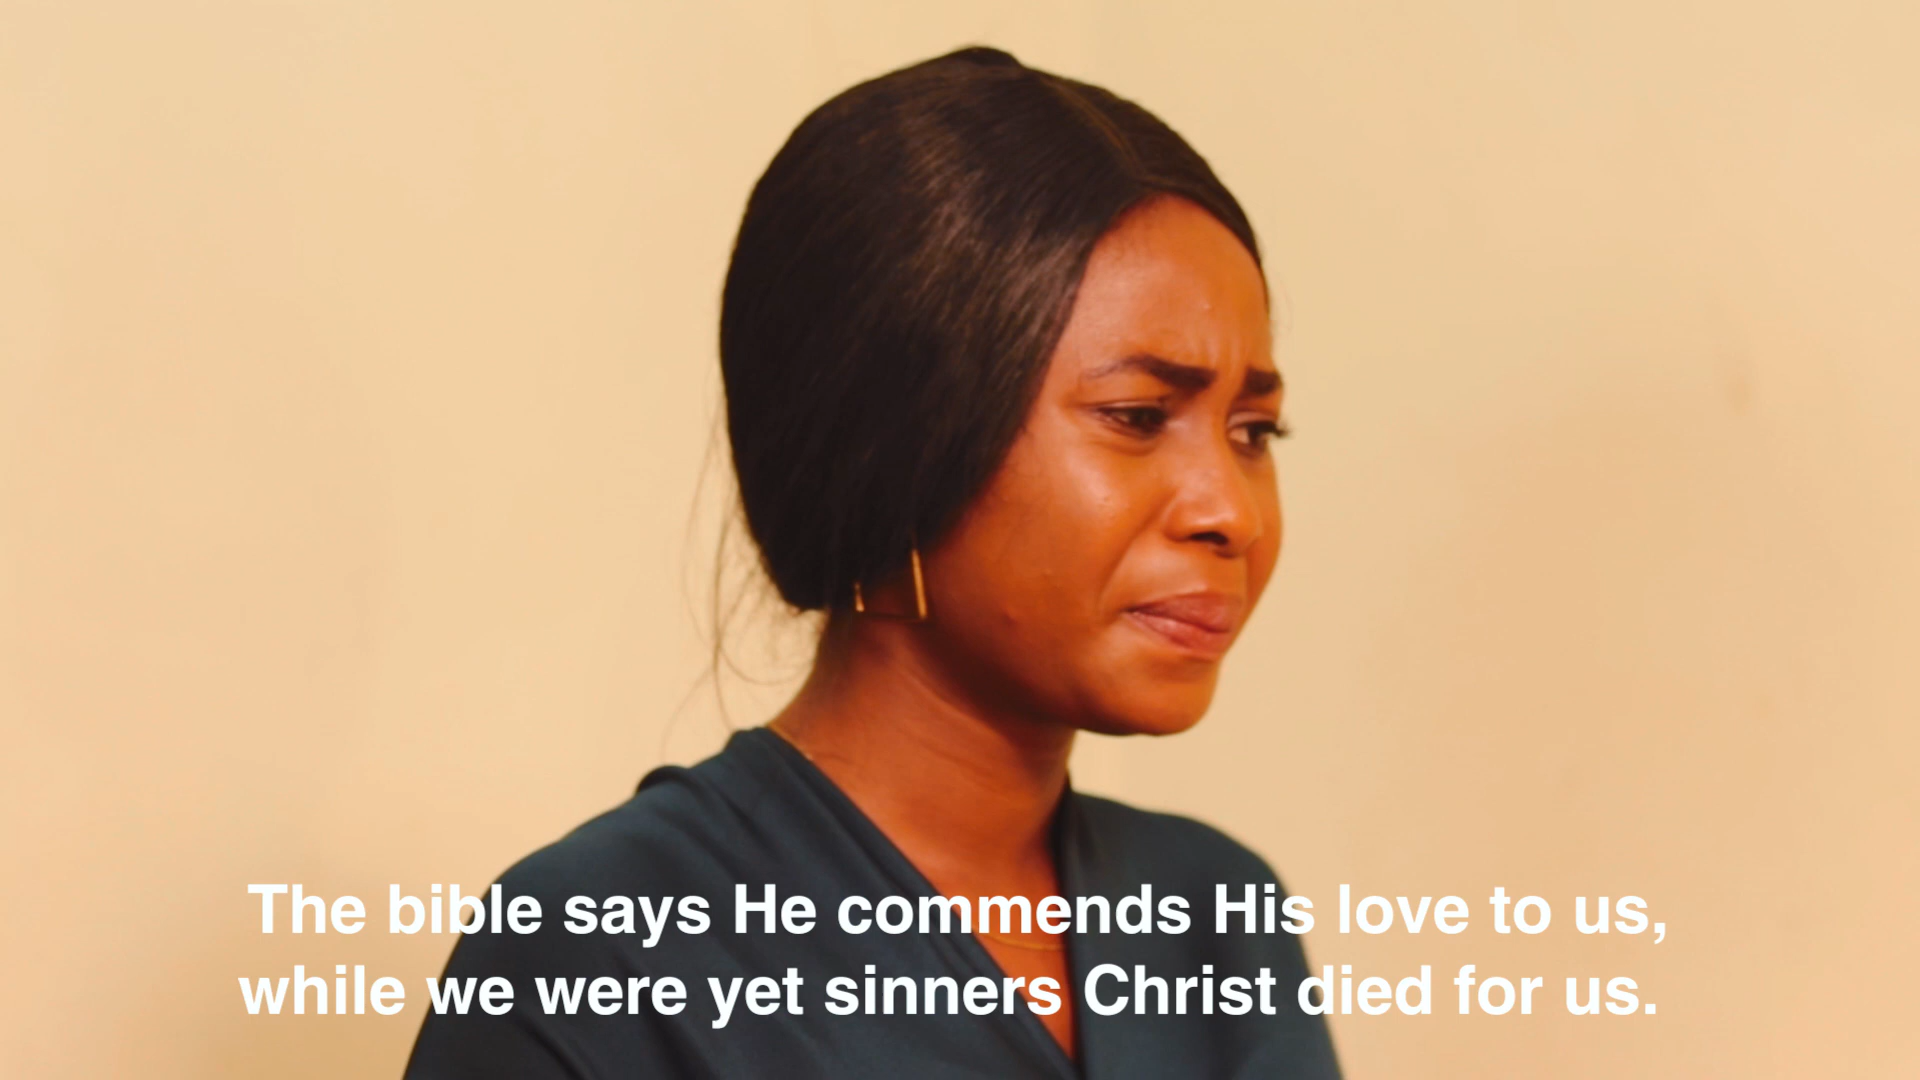 The bible says He commends His love to us,
while we were yet sinners Christ died for us.